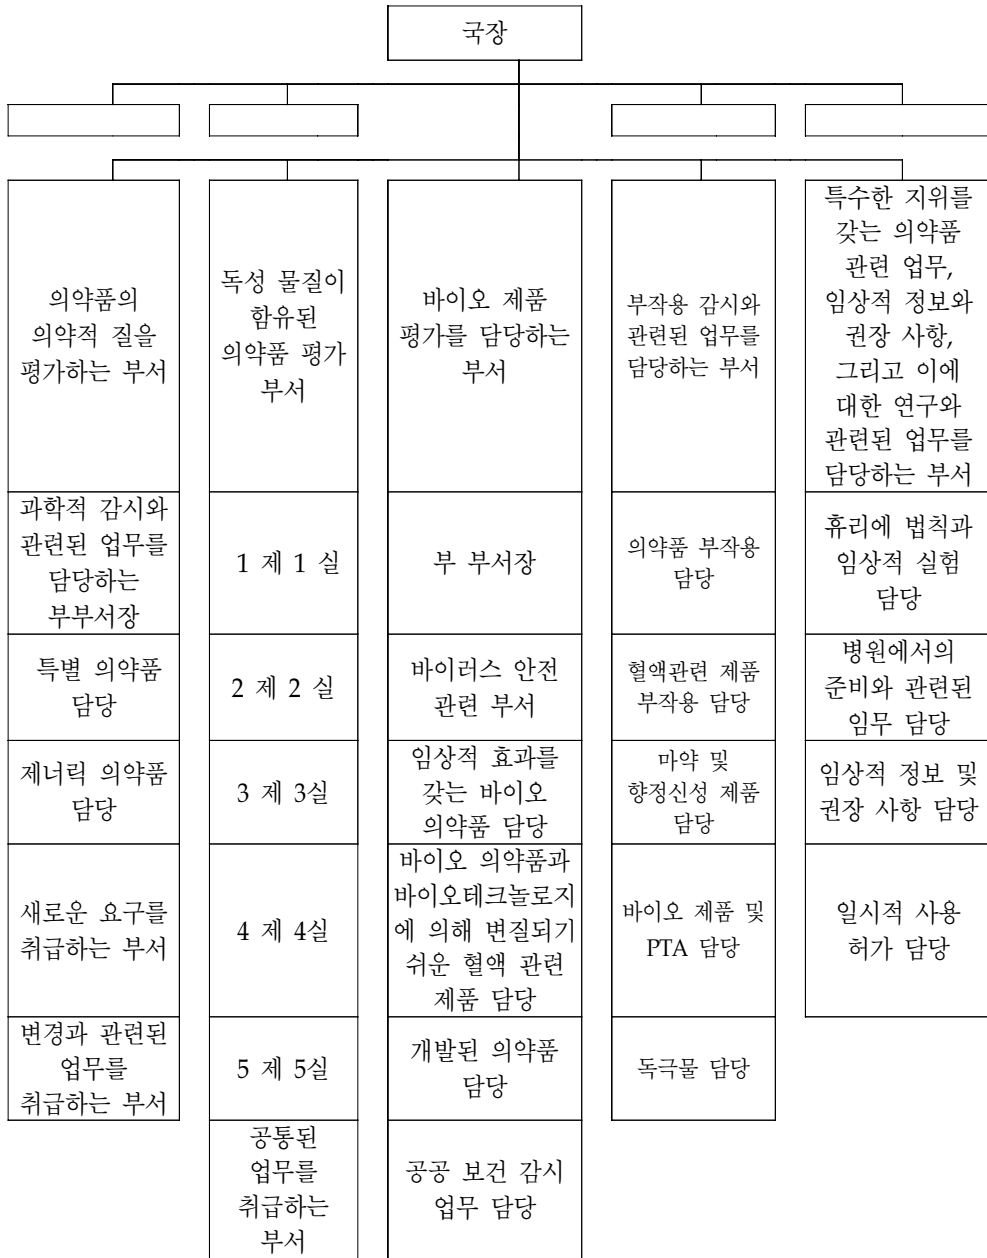 국장
의약품의
의약적 질을
평가하는 부서
독성 물질이
함유된
의약품 평가
부서
바이오 제품
평가를 담당하는
부서
부작용 감시와
관련된 업무를
담당하는 부서
특수한 지위를
갖는 의약품
관련 업무,
임상적 정보와
권장 사항,
그리고 이에
대한 연구와
관련된 업무를
담당하는 부서
과학적 감시와
관련된 업무를
담당하는
부부서장
1 제 1 실
부 부서장
의약품 부작용
담당
휴리에 법칙과
임상적 실험
담당
특별 의약품
담당
2 제 2 실
바이러스 안전
관련 부서
혈액관련 제품
부작용 담당
병원에서의
준비와 관련된
임무 담당
제너릭 의약품
담당
3 제 3실
임상적 효과를
갖는 바이오
의약품 담당
마약 및
향정신성 제품
담당
임상적 정보 및
권장 사항 담당
새로운 요구를
취급하는 부서
4 제 4실
바이오 의약품과
바이오테크놀로지
에 의해 변질되기
쉬운 혈액 관련
제품 담당
바이오 제품 및
PTA 담당
일시적 사용
허가 담당
변경과 관련된
업무를
취급하는 부서
5 제 5실
개발된 의약품
담당
독극물 담당
공통된
업무를
취급하는
부서
공공 보건 감시
업무 담당